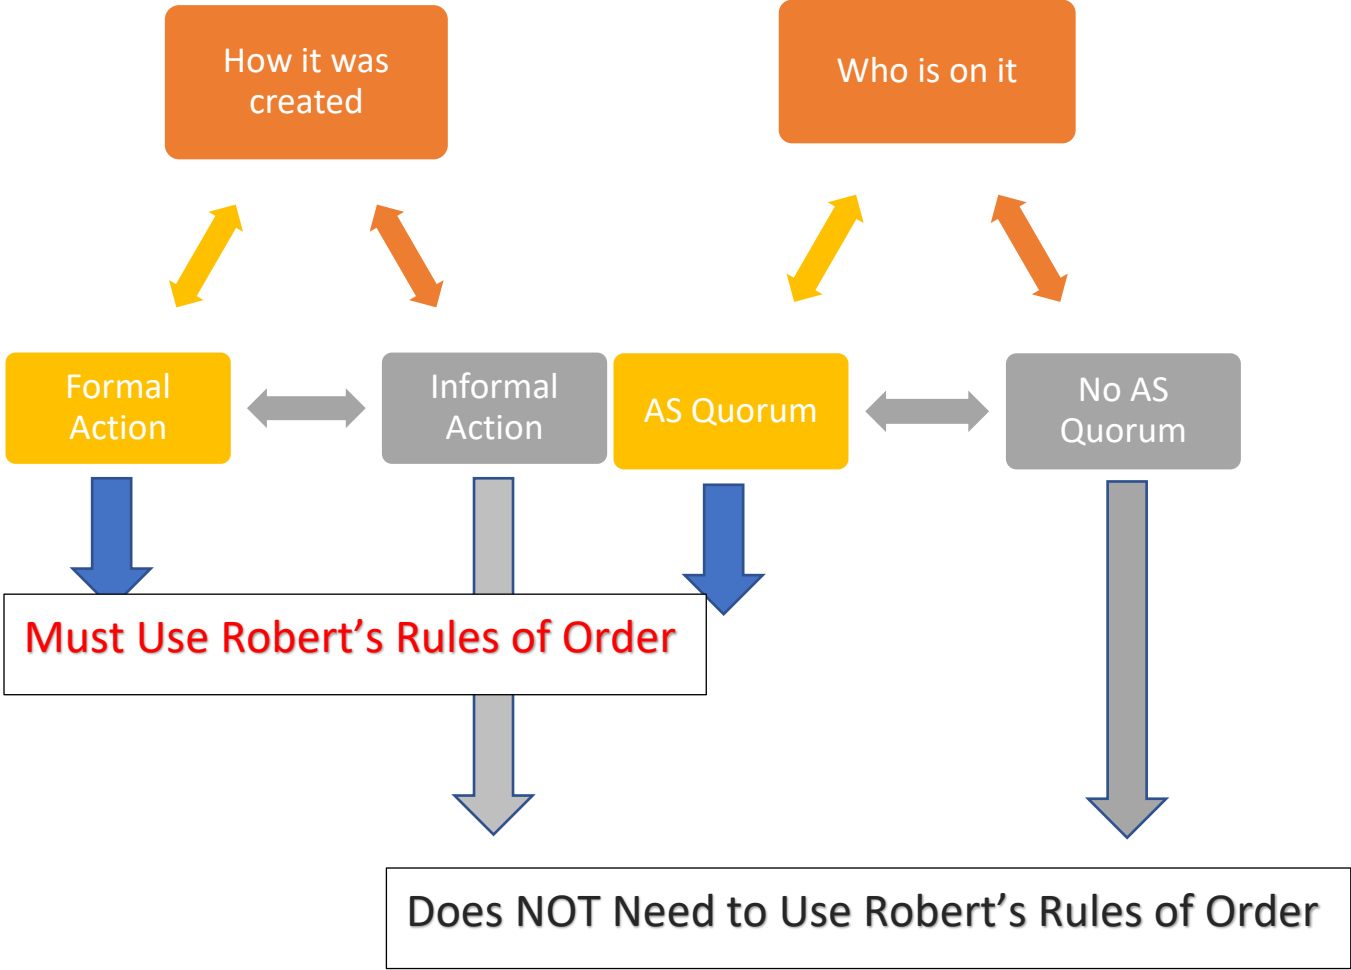 How it was
created
Who is on it
Formal
Action
Informal
Action
AS Quorum
No AS
Quorum
Must Use Robert’s Rules of Order
Does NOT Need to Use Robert’s Rules of Order